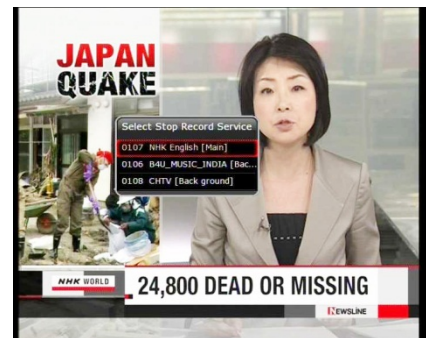 JAPAN
QUAKE
Select Stop Record Service
0107 NHK English [Main]
0106 B4U_MUSIC_INDIA [Bac...
0108 CHTV [Back ground]
NHK WORLD
24,800 DEAD OR MISSING
NEWSLINE